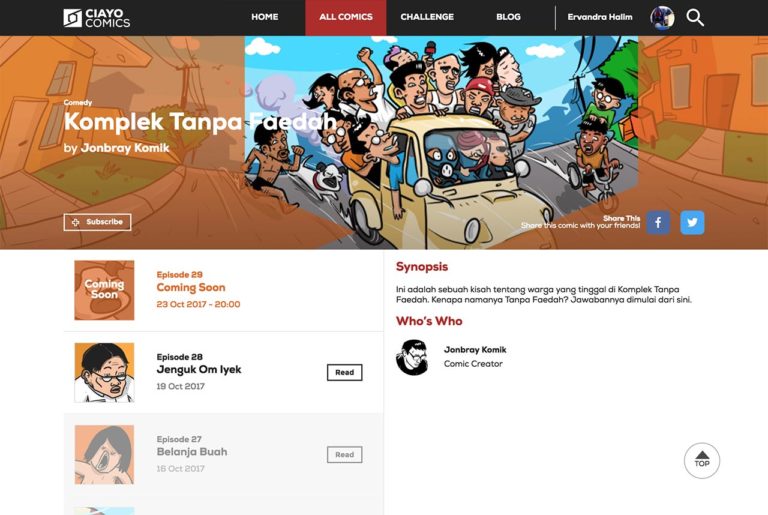 CIAYO
COMICS
HOME
ALL COMICS
CHALLENGE
BLOG
Ervandra Halim
Comedy
Komplek Tanpa Faedah
by Jonbray Komik
Subscribe
Share This
Share this comic with your friends!
Coming
Soon
Episode 29
Coming Soon
23 Oct 2017 - 20:00
Episode 28
Jenguk Om Iyek
19 Oct 2017
Read
Episode 27
Belanja Buah
16 Oct 2017
Read
Synopsis
Ini adalah sebuah kisah tentang warga yang tinggal di Komplek Tanpa
Faedah. Kenapa namanya Tanpa Faedah? Jawabannya dimulai dari sini.
Who's Who
Jonbray Komik
Comic Creator
TOP